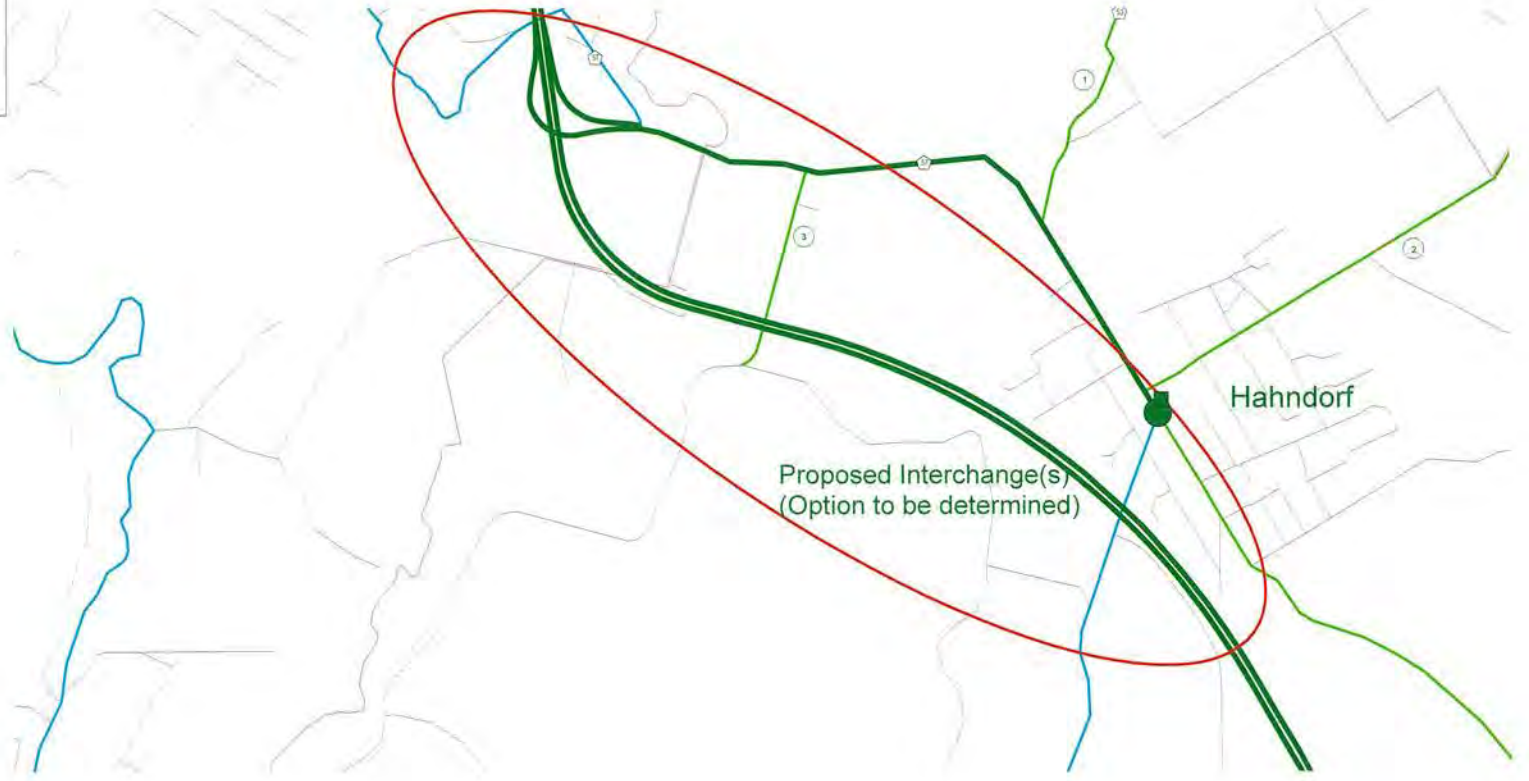 1
3
2
Hahndorf
Proposed Interchange(s)
(Option to be determined)